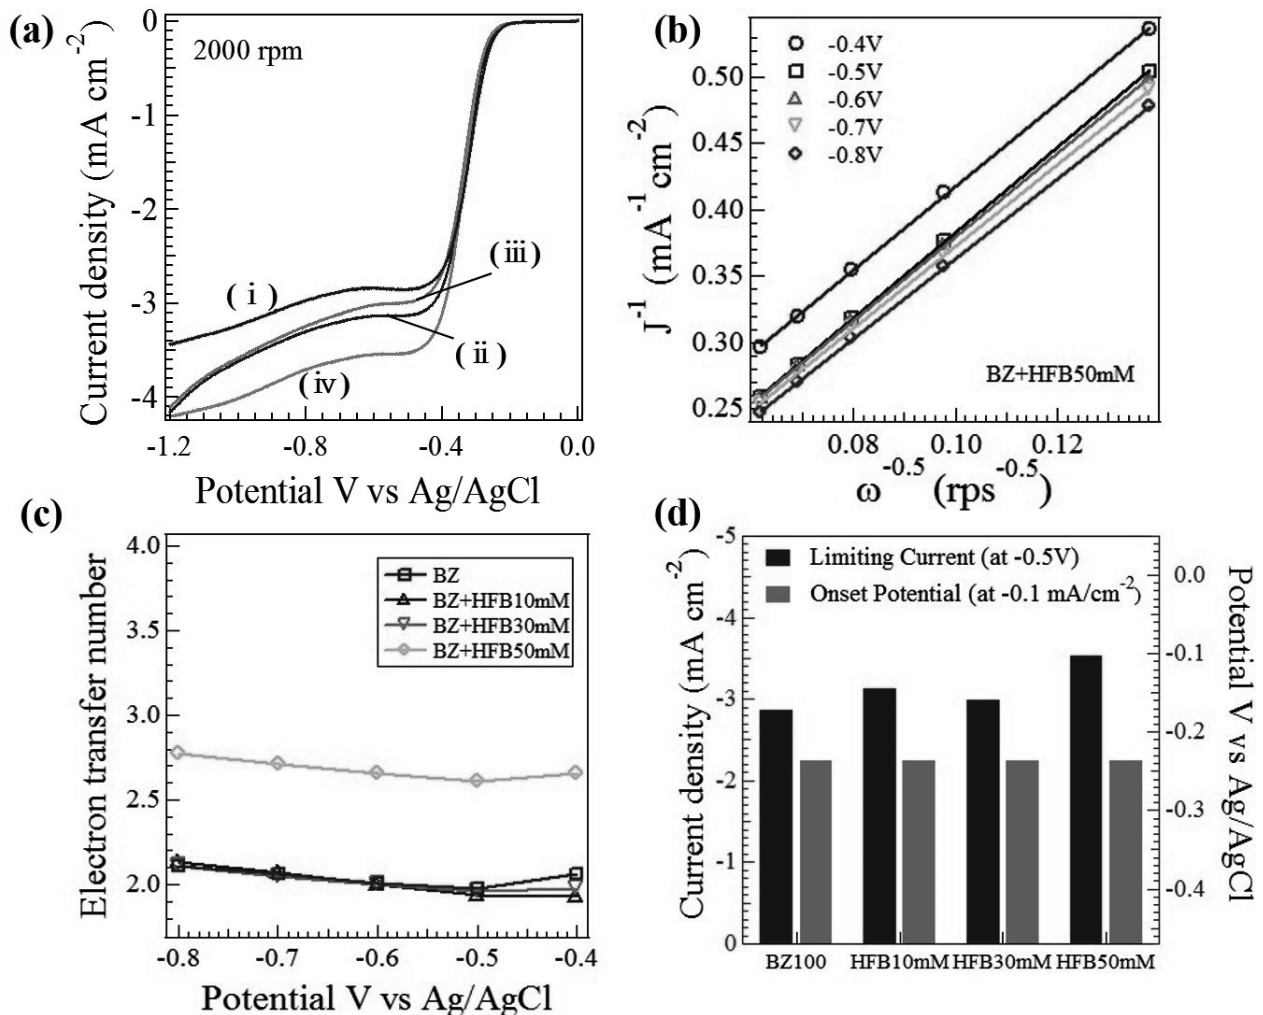 (a)
2000 rpm
0
-1
-2
-3
-4
Current density (mA cm-2)
(i)
(iii)
(ii)
(iv)
-1.2
-0.8
-0.4
0.0
Potential V vs Ag/AgCl
(b)
-0.4V
-0.5V
-0.6V
-0.7V
-0.8V
0.50
0.45
0.40
0.35
0.30
0.25
J-1 (mA-1 cm-2)
BZ+HFB50mM
0.08
0.10
0.12
ω-0.5 (rps-0.5)
(c)
4.0
3.5
3.0
2.5
2.0
Electron transfer number
BZ
BZ+HFB10mM
BZ+HFB30mM
BZ+HFB50mM
-0.8
-0.7
-0.6
-0.5
-0.4
Potential V vs Ag/AgCl
(d)
-5
-4
-3
-2
-1
0
Current density (mA cm-2)
Limiting Current (at -0.5V)
Onset Potential (at -0.1 mA/cm-2)
0.0
-0.1
-0.2
-0.3
-0.4
Potential V vs Ag/AgCl
BZ100
HFB10mM
HFB30mM
HFB50mM